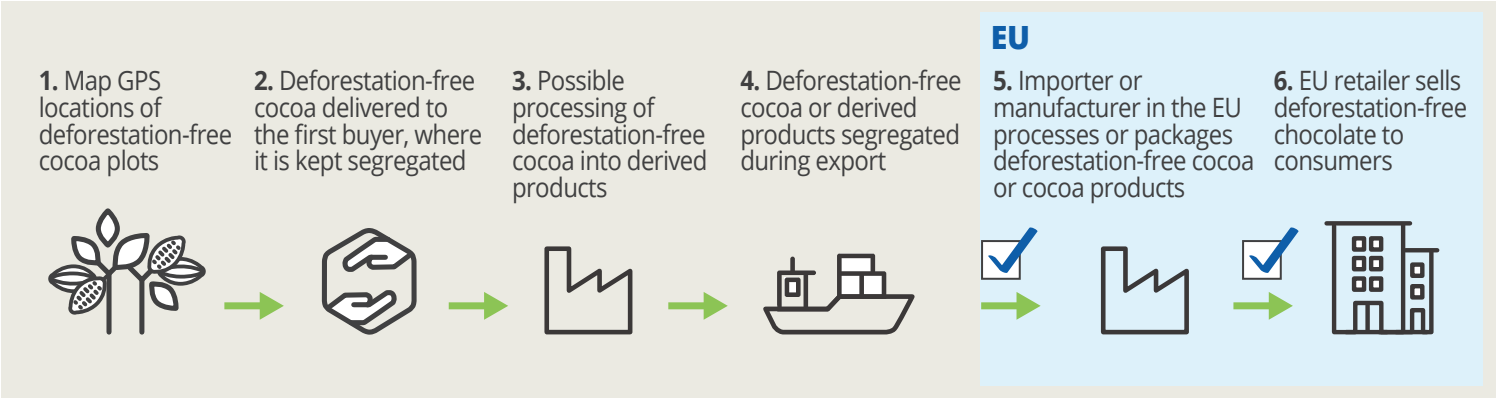 EU
1. Map GPS
locations of
deforestation-free
cocoa plots
2. Deforestation-free
cocoa delivered to
the first buyer, where
it is kept segregated
3. Possible
processing of
deforestation-free
cocoa into derived
products
4. Deforestation-free
cocoa or derived
products segregated
during export
5. Importer or
manufacturer in the EU
processes or packages
deforestation-free cocoa
or cocoa products
6. EU retailer sells
deforestation-free
chocolate to
consumers